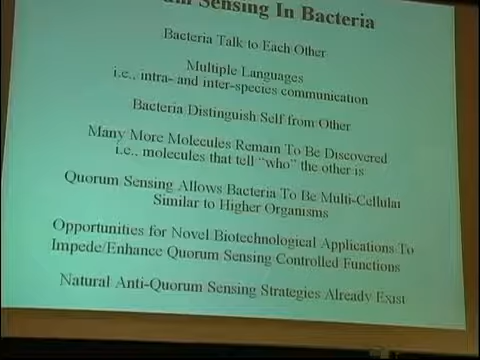 Sensing In Bacteria
Bacteria Talk to Each Other
Multiple Languages
i.e., intra- and inter-species communication
Bacteria Distinguish Self from Other
Many More Molecules Remain To Be Discovered
i.e., molecules that tell “who” the other is
Quorum Sensing Allows Bacteria To Be Multi-Cellular
Similar to Higher Organisms
Opportunities for Novel Biotechnological Applications To
Impede/Enhance Quorum Sensing Controlled Functions
Natural Anti-Quorum Sensing Strategies Already Exist